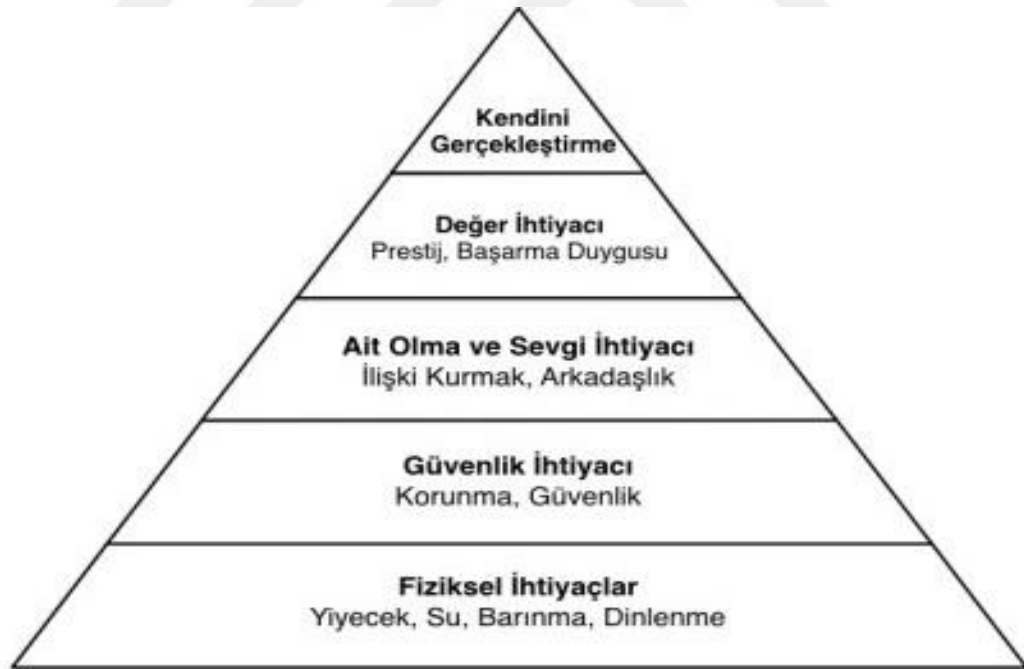 Kendini
Gerçekleştirme
Değer İhtiyacı
Prestij, Başarma Duygusu
Ait Olma ve Sevgi İhtiyacı
İlişki Kurmak, Arkadaşlık
Güvenlik İhtiyacı
Korunma, Güvenlik
Fiziksel İhtiyaçlar
Yiyecek, Su, Barınma, Dinlenme